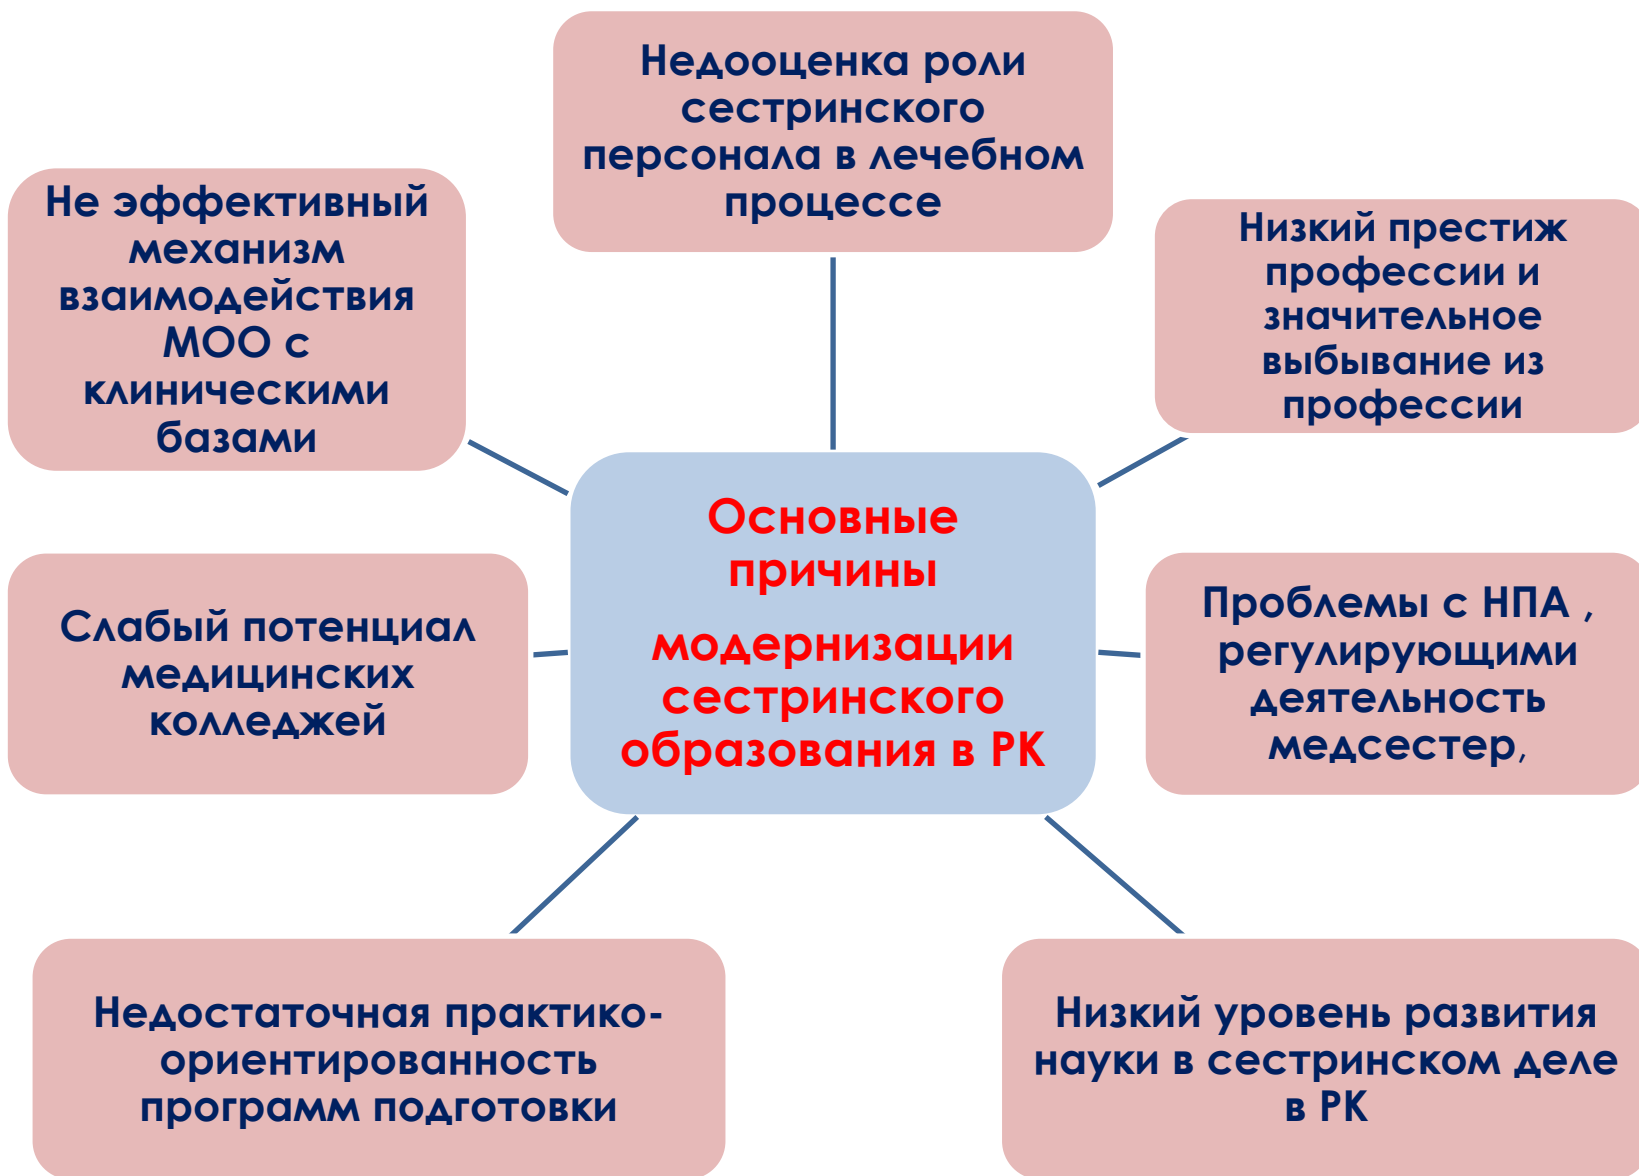 Недооценка роли
сестринского
персонала в лечебном
процессе
Не эффективный
механизм
взаимодействия
МОО с
клиническими
базами
Низкий престиж
профессии и
значительное
выбывание из
профессии
Основные
причины
модернизации
сестринского
образования в РК
Слабый потенциал
медицинских
колледжей
Проблемы с НПА ,
регулирующими
деятельность
медсестер,
Недостаточная практико-
ориентированность
программ подготовки
Низкий уровень развития
науки в сестринском деле
в РК